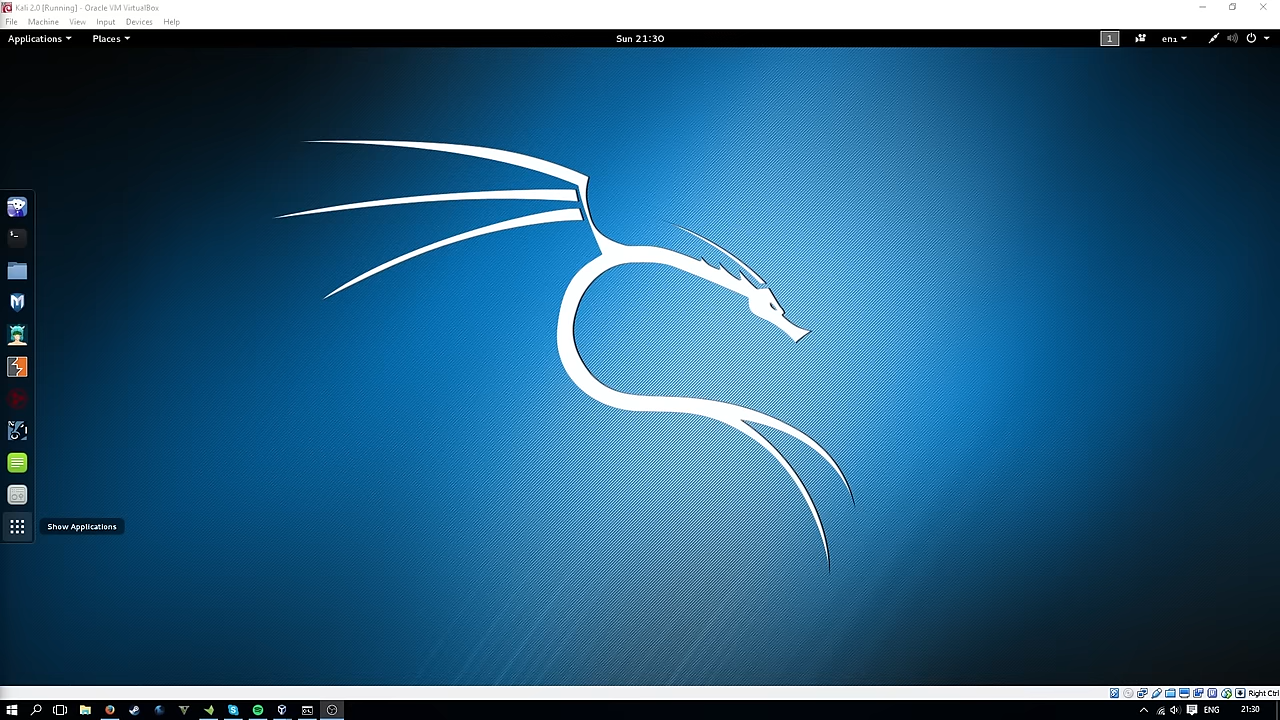 Kali 2.0 [Running] - Oracle VM VirtualBox
File Machine View Input Devices Help
Applications Places Sun 21:30 1 en1
Show Applications
Right Ctrl
ENG 21:30